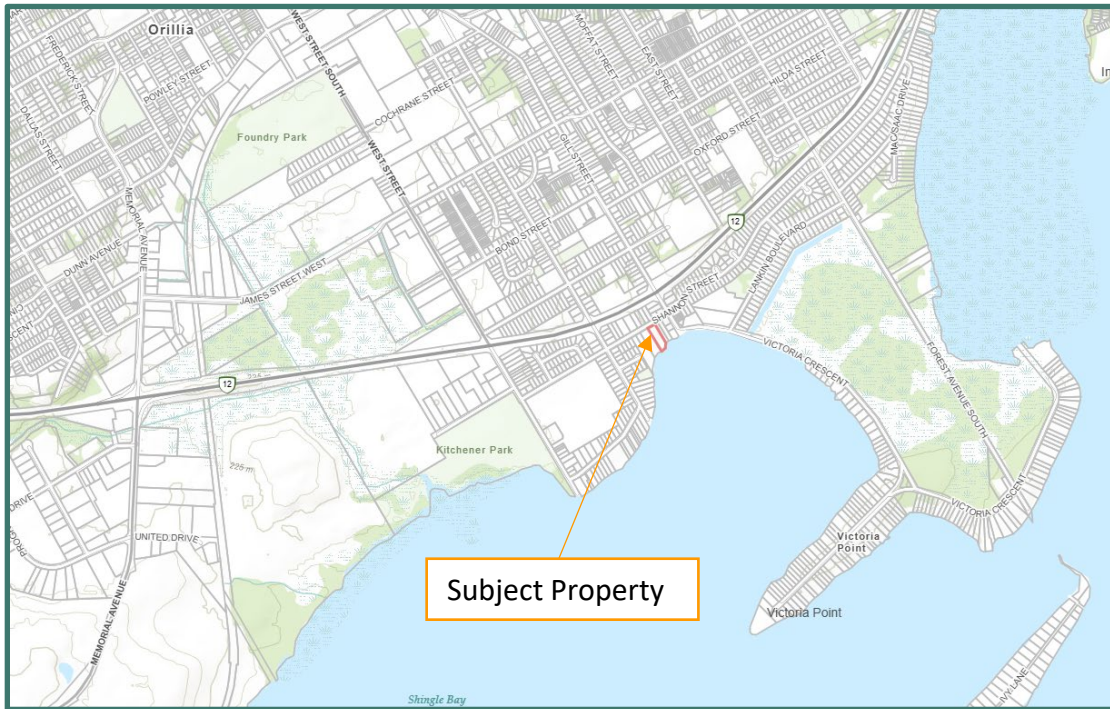 Orillia
FREDERICK STREET
POWLEY STREET
DALLAS STREET
WEST STREET SOUTH
COCHRANE STREET
MOFFAT STREET
EAST STREET
HILDA STREET
Foundry Park
WEST STREET
GILL STREET
OXFORD STREET
MACISAAC DRIVE
12
MEMORIAL AVENUE
DUNN AVENUE
BOND STREET
JAMES STREET WEST
SHANNON STREET
LANKIN BOULEVARD
VICTORIA CRESCENT
FOREST AVENUE SOUTH
12
Kitchener Park
225 m
UNITED DRIVE
VICTORIA CRESCENT
Victoria
Point
Subject Property
Victoria Point
MEMORIAL AVENUE
IVY LANE
Shingle Bay